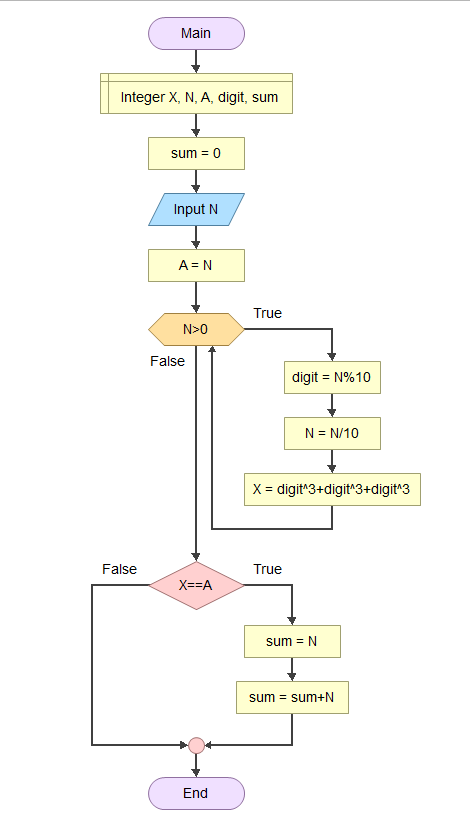 Main
Integer X, N, A, digit, sum
sum = 0
Input N
A = N
N>0
True
False
digit = N%10
N = N/10
X = digit^3+digit^3+digit^3
False
X==A
True
sum = N
sum = sum+N
End